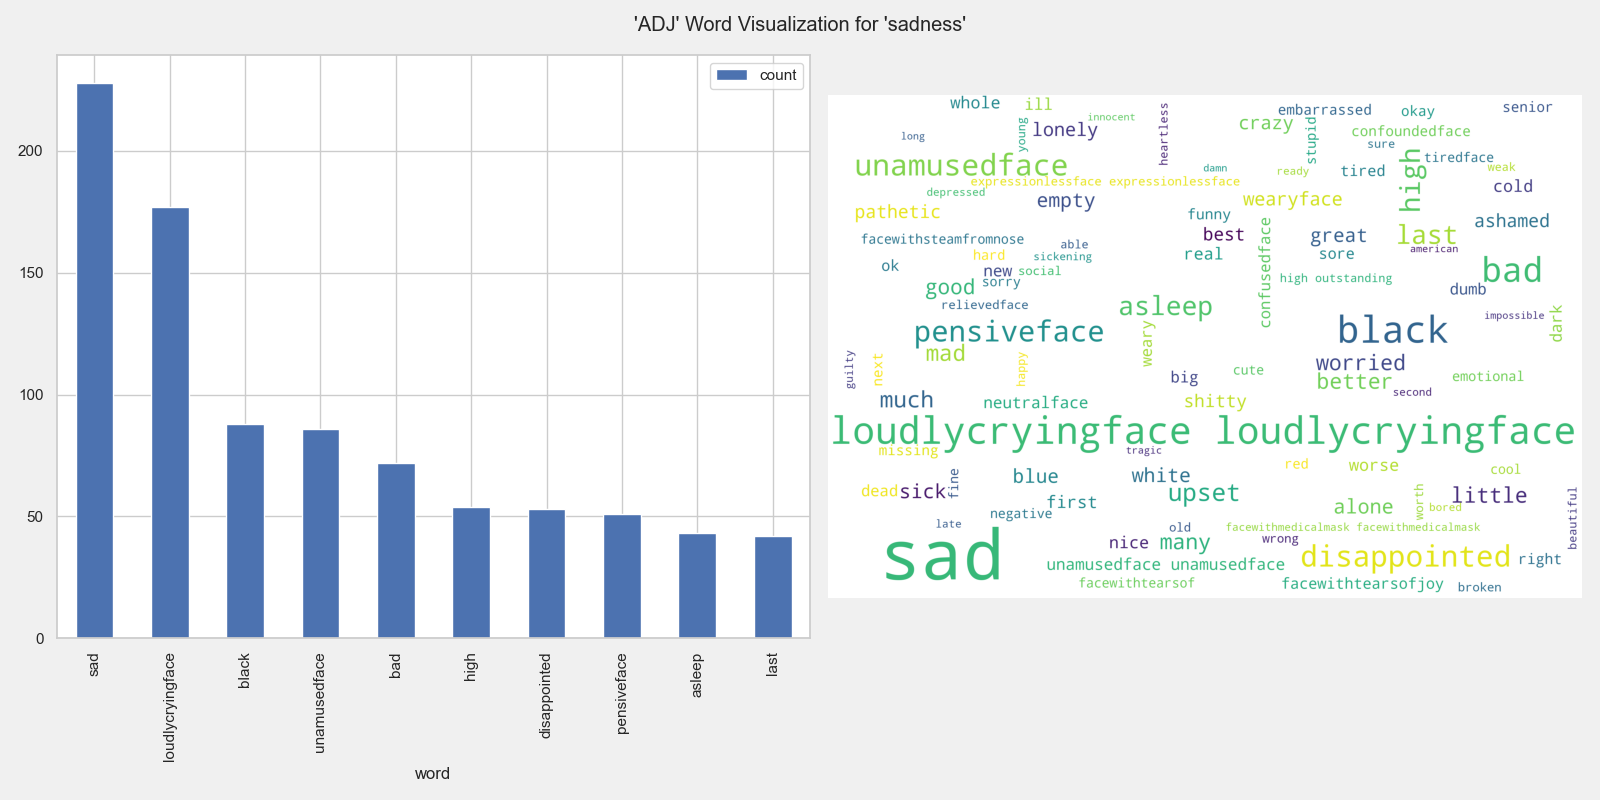 'ADJ' Word Visualization for 'sadness'
count
200
150
100
50
0
sad
loudlycryingface
black
unamusedface
bad
high
disappointed
pensiveface
asleep
last
word
whole
ill
innocent
embarrassed
okay
senior
long
young
lonely
heartless
crazy
stupid
confoundedface
sure
unamusedface
damn
ready
tired
high
tiredface
weak
expressionlessface expressionlessface
depressed
empty
wearyface
cold
pathetic
funny
ashamed
facewithsteamfromnose
able
best
confusedface
great
last
american
hard
sickening
real
sore
ok
new
social
bad
good
sorry
high outstanding
dumb
relievedface
asleep
impossible
dark
pensiveface
weary
black
mad
guilty
next
happy
worried
big
cute
better
emotional
second
much
neutralface
shitty
loudlycryingface loudlycryingface
missing
tragic
red
worse
cool
fine
blue
white
dead
sick
upset
little
first
alone
worth
bored
beautiful
negative
late
old
facewithmedicalmask facewithmedicalmask
sad
nice
many
wrong
disappointed
right
unamusedface unamusedface
facewithtearsof
facewithtearsofjoy
broken